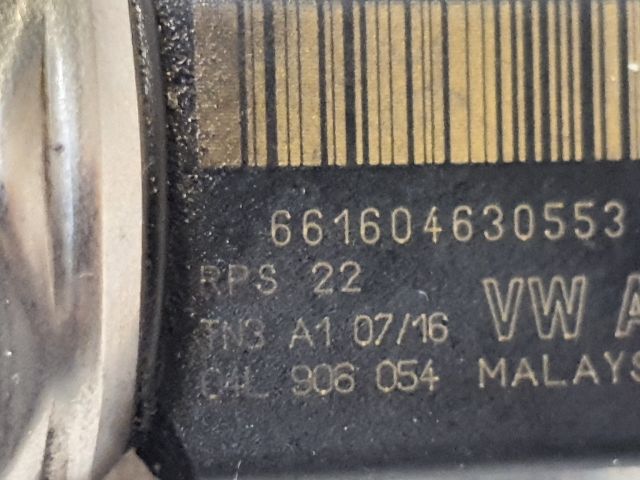 661604630553
RPS 22
TN3 A1 07/16 VW A
04L 906 054 MALAYS